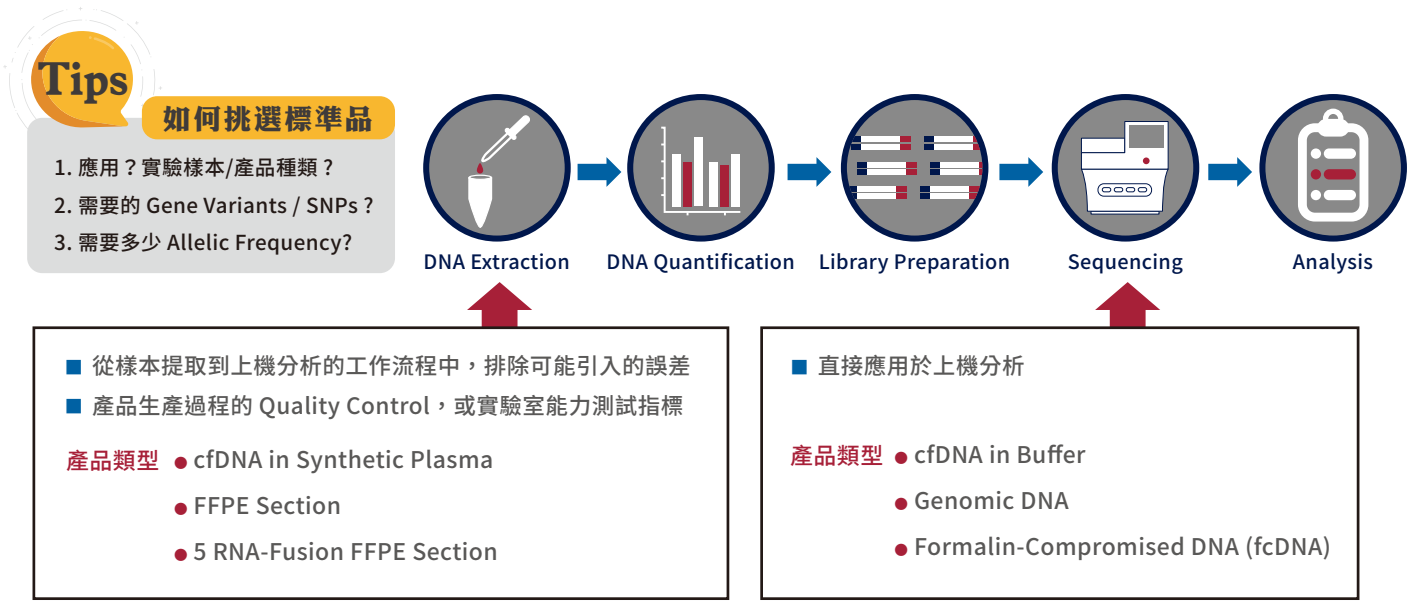 Tips
如何挑選標準品
1. 應用？實驗樣本/產品種類？
2. 需要的 Gene Variants / SNPs ?
3. 需要多少 Allelic Frequency?
DNA Extraction
DNA Quantification
Library Preparation
Sequencing
Analysis
從樣本提取到上機分析的工作流程中，排除可能引入的誤差
產品生產過程的 Quality Control，或實驗室能力測試指標
產品類型 ● cfDNA in Synthetic Plasma
● FFPE Section
● 5 RNA-Fusion FFPE Section
直接應用於上機分析
產品類型 ● cfDNA in Buffer
● Genomic DNA
● Formalin-Compromised DNA (fcDNA)